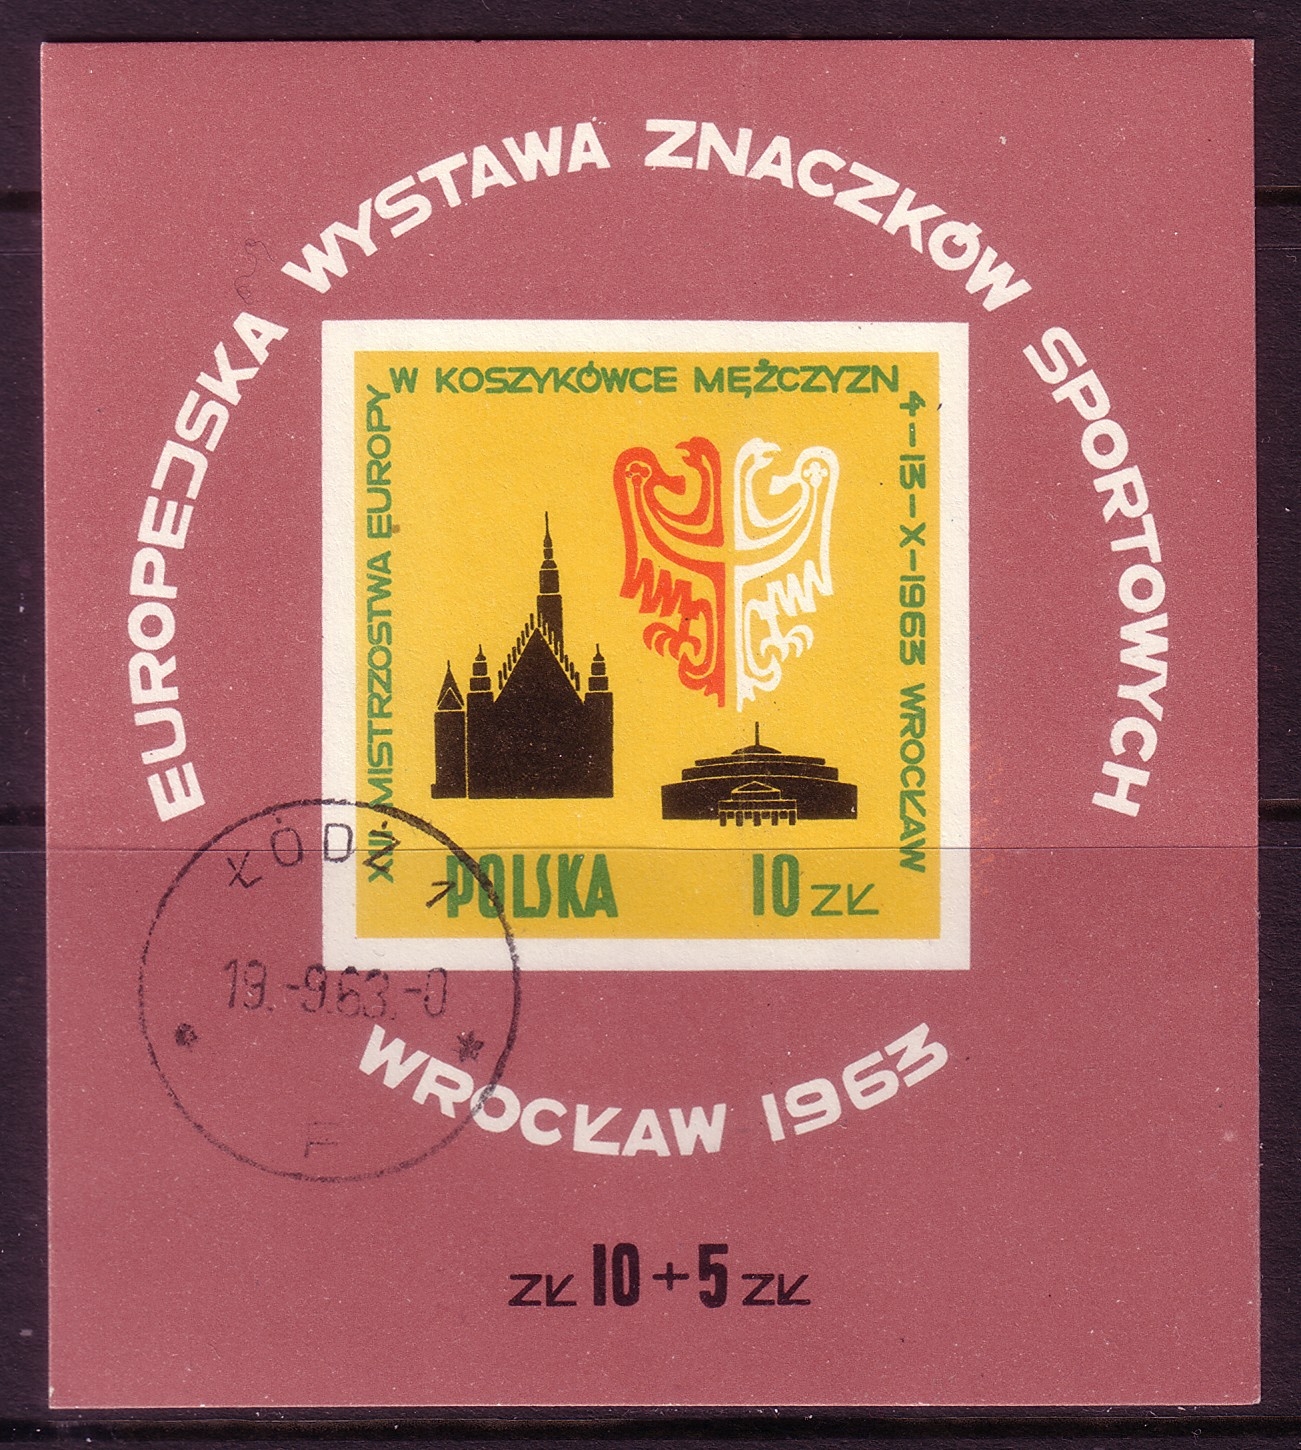 EUROPEJSKA WYSTAWA ZNACZKÓW SPORTOWYCH
XIII MISTRZOSTWA EUROPY
W KOSZYKÓWCE MĘŻCZYZN
4-13-X-1963 WROCŁAW
POLSKA 10 ZŁ
ŁÓDŹ 1
19.-9.63.-0
F
WROCŁAW 1963
ZŁ 10+5 ZŁ